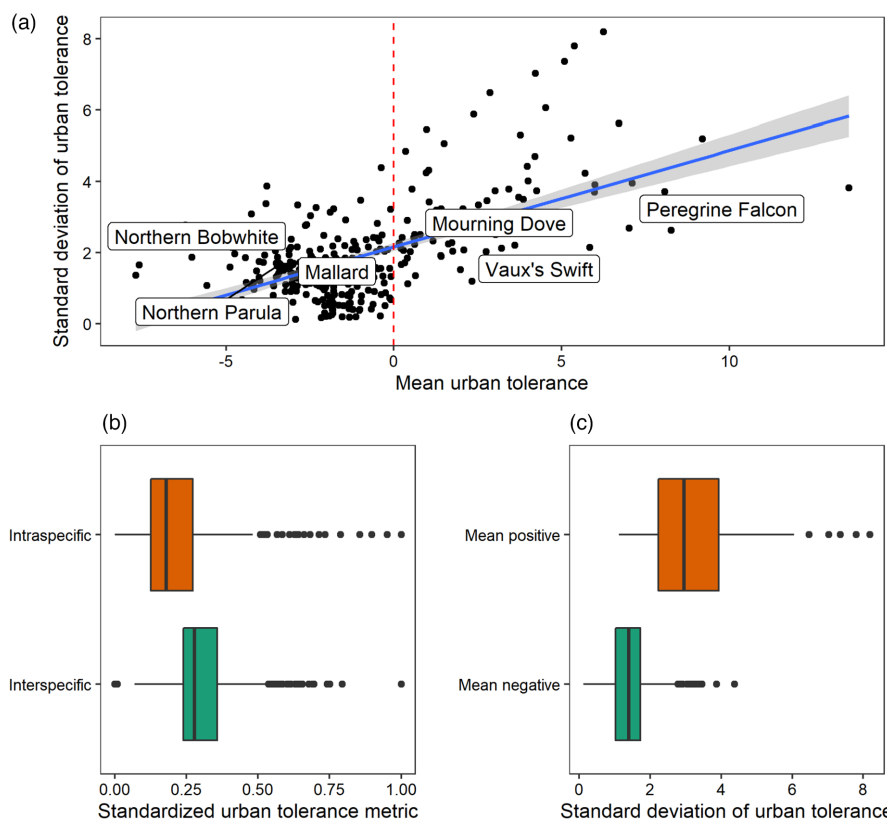 (a)
Standard deviation of urban tolerance
8
6
4
2
0
Northern Bobwhite
Mourning Dove
Peregrine Falcon
Mallard
Vaux's Swift
Northern Parula
-5
0
5
10
Mean urban tolerance
(b)
Intraspecific
Interspecific
0.00
0.25
0.50
0.75
1.00
Standardized urban tolerance metric
(c)
Mean positive
Mean negative
0
2
4
6
8
Standard deviation of urban tolerance